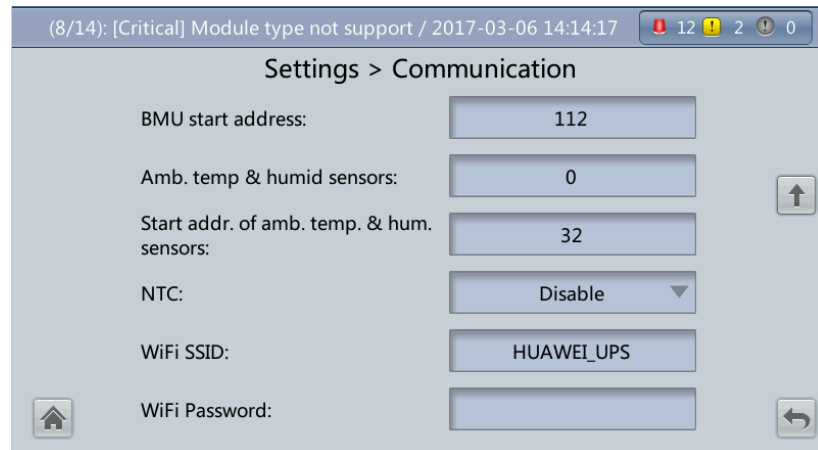 (8/14): [Critical] Module type not support / 2017-03-06 14:14:17 12 2 0
Settings > Communication
BMU start address: 112
Amb. temp & humid sensors: 0
Start addr. of amb. temp. & hum.
sensors: 32
NTC: Disable
WiFi SSID: HUAWEI_UPS
WiFi Password: